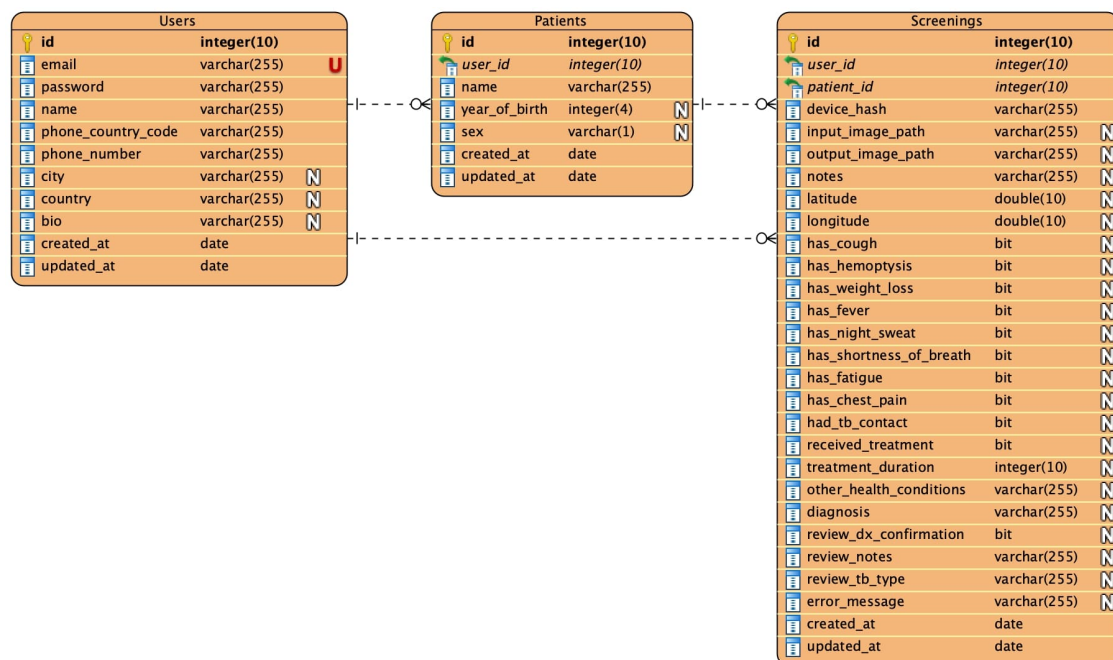 Users
id integer(10)
email varchar(255) U
password varchar(255)
name varchar(255)
phone_country_code varchar(255)
phone_number varchar(255)
city varchar(255) N
country varchar(255) N
bio varchar(255) N
created_at date
updated_at date
Patients
id integer(10)
user_id integer(10)
name varchar(255)
year_of_birth integer(4) N
sex varchar(1) N
created_at date
updated_at date
Screenings
id integer(10)
user_id integer(10)
patient_id integer(10)
device_hash varchar(255)
input_image_path varchar(255) N
output_image_path varchar(255) N
notes varchar(255) N
latitude double(10) N
longitude double(10) N
has_cough bit N
has_hemoptysis bit N
has_weight_loss bit N
has_fever bit N
has_night_sweat bit N
has_shortness_of_breath bit N
has_fatigue bit N
has_chest_pain bit N
had_tb_contact bit N
received_treatment bit N
treatment_duration integer(10) N
other_health_conditions varchar(255) N
diagnosis varchar(255) N
review_dx_confirmation bit N
review_notes varchar(255) N
review_tb_type varchar(255) N
error_message varchar(255) N
created_at date
updated_at date